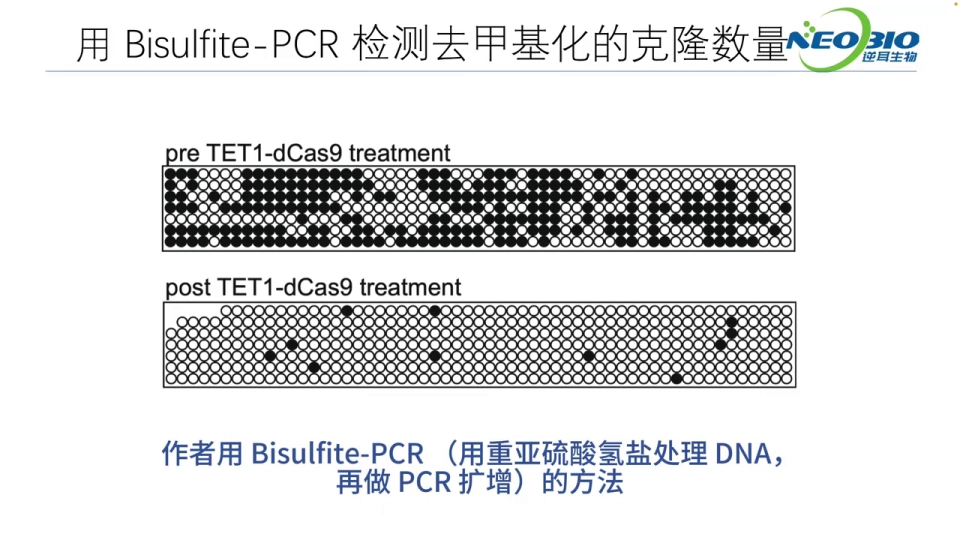 用 Bisulfite-PCR 检测去甲基化的克隆数量
NEOBIO
逆耳生物
pre TET1-dCas9 treatment
post TET1-dCas9 treatment
作者用 Bisulfite-PCR （用重亚硫酸氢盐处理 DNA，
再做 PCR 扩增）的方法